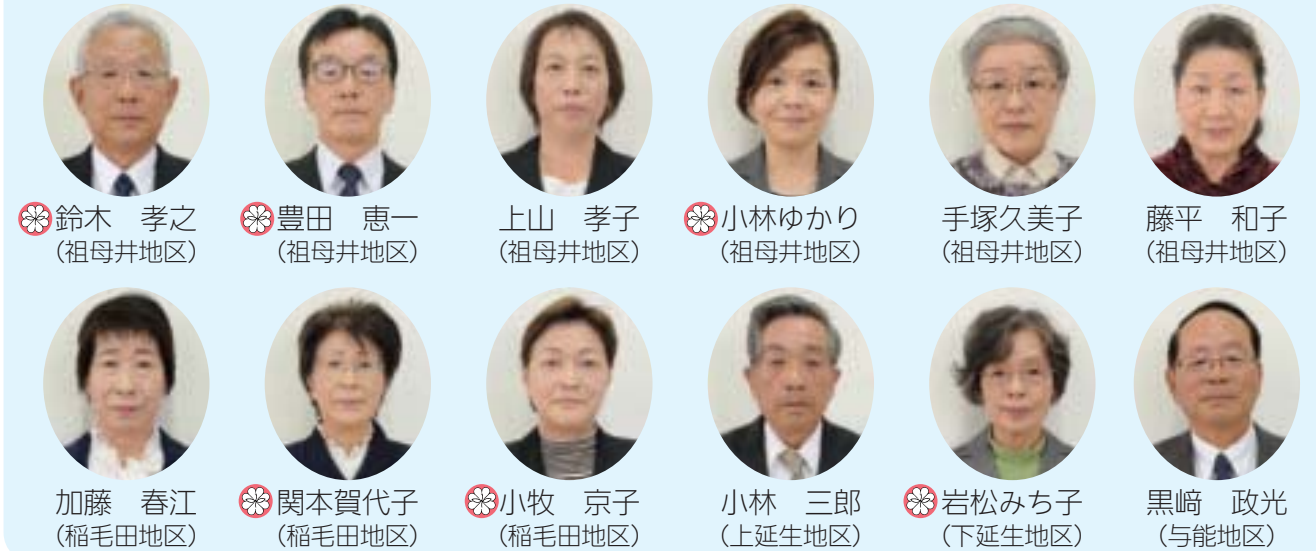 鈴木　孝之
（祖母井地区）
豊田　恵一
（祖母井地区）
上山　孝子
（祖母井地区）
小林ゆかり
（祖母井地区）
手塚久美子
（祖母井地区）
藤平　和子
（祖母井地区）
加藤　春江
（稲毛田地区）
関本賀代子
（稲毛田地区）
小牧　京子
（稲毛田地区）
小林　三郎
（上延生地区）
岩松みち子
（下延生地区）
黒﨑　政光
（与能地区）